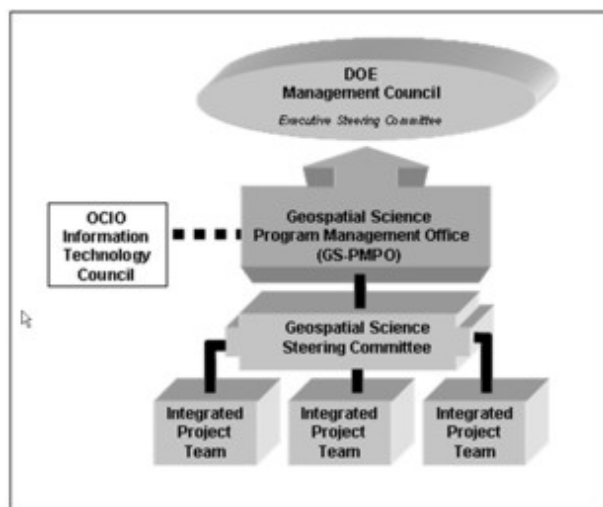 DOE
Management Council
Executive Steering Committee
OCIO
Information
Technology
Council
Geospatial Science
Program Management Office
(GS-PMPO)
Geospatial Science
Steering Committee
Integrated
Project
Team
Integrated
Project
Team
Integrated
Project
Team